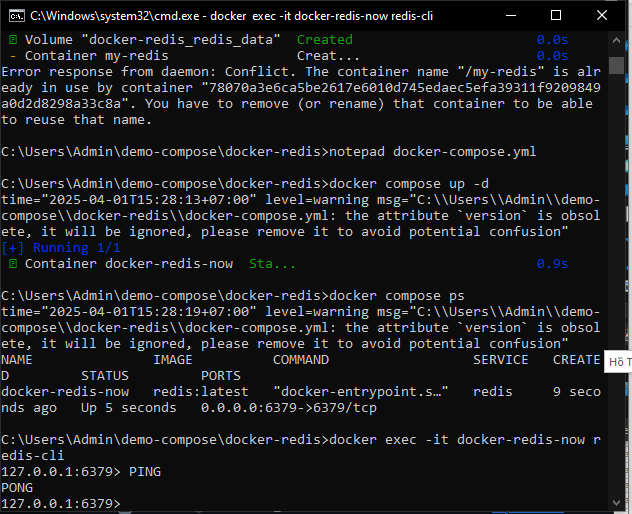 C:\Windows\system32\cmd.exe - docker  exec -it docker-redis-now redis-cli
Volume "docker-redis_redis_data"  Created                       0.0s
- Container my-redis                Creat...                      0.0s
Error response from daemon: Conflict. The container name "/my-redis" is alr
eady in use by container "78070a3e6ca5be2617e6010d745edaec5efa39311f9209849
a0d2d8298a33c8a". You have to remove (or rename) that container to be able
to reuse that name.
C:\Users\Admin\demo-compose\docker-redis>notepad docker-compose.yml
C:\Users\Admin\demo-compose\docker-redis>docker compose up -d
time="2025-04-01T15:28:13+07:00" level=warning msg="C:\\Users\\Admin\\demo-
compose\\docker-redis\\docker-compose.yml: the attribute `version` is obsol
ete, it will be ignored, please remove it to avoid potential confusion"
[+] Running 1/1
Container docker-redis-now  Sta...                              0.9s
C:\Users\Admin\demo-compose\docker-redis>docker compose ps
time="2025-04-01T15:28:19+07:00" level=warning msg="C:\\Users\\Admin\\demo-
compose\\docker-redis\\docker-compose.yml: the attribute `version` is obsol
ete, it will be ignored, please remove it to avoid potential confusion"
NAME               IMAGE          COMMAND                  SERVICE   CREATE
D         STATUS         PORTS
docker-redis-now   redis:latest   "docker-entrypoint.s…"   redis     9 seco
nds ago   Up 5 seconds   0.0.0.0:6379->6379/tcp
C:\Users\Admin\demo-compose\docker-redis>docker exec -it docker-redis-now r
edis-cli
127.0.0.1:6379> PING
PONG
127.0.0.1:6379>
Hồ T